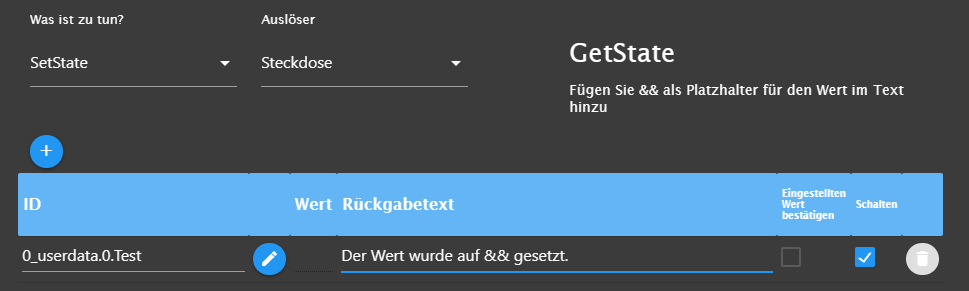 Was ist zu tun?
Auslöser
SetState
Steckdose
GetState
Fügen Sie && als Platzhalter für den Wert im Text
hinzu
+
ID
Wert
Rückgabetext
Eingestellten
Wert
bestätigen
Schalten
0_userdata.0.Test
Der Wert wurde auf && gesetzt.